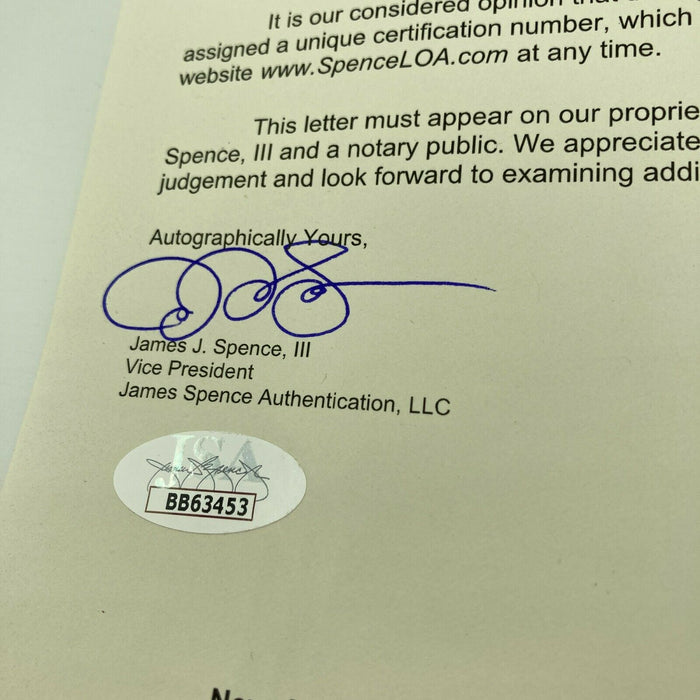 It is our considered opinion that
assigned a unique certification number, which
website www.SpenceLOA.com at any time.
This letter must appear on our proprie
Spence, III and a notary public. We appreciate
judgement and look forward to examining addi
Autographically Yours,
James J. Spence, III
Vice President
James Spence Authentication, LLC
JSA
BB63453